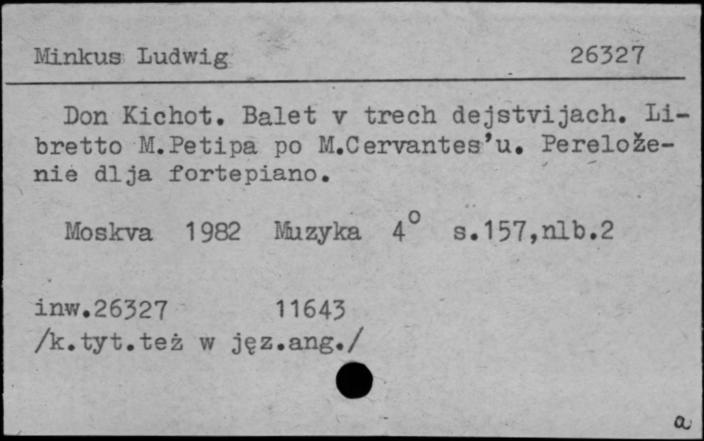 Minkus Ludwig 26327
Don Kichot. Balet v trech dejstvijach. Li-
bretto M.Petipa po M.Cervantes'u. Perelože-
nie dlja fortepiano.
Moskva 1982 Muzyka 4° s.157,nlb.2
inw.26327 11643
/k.tyt.też w jęz.ang./
a